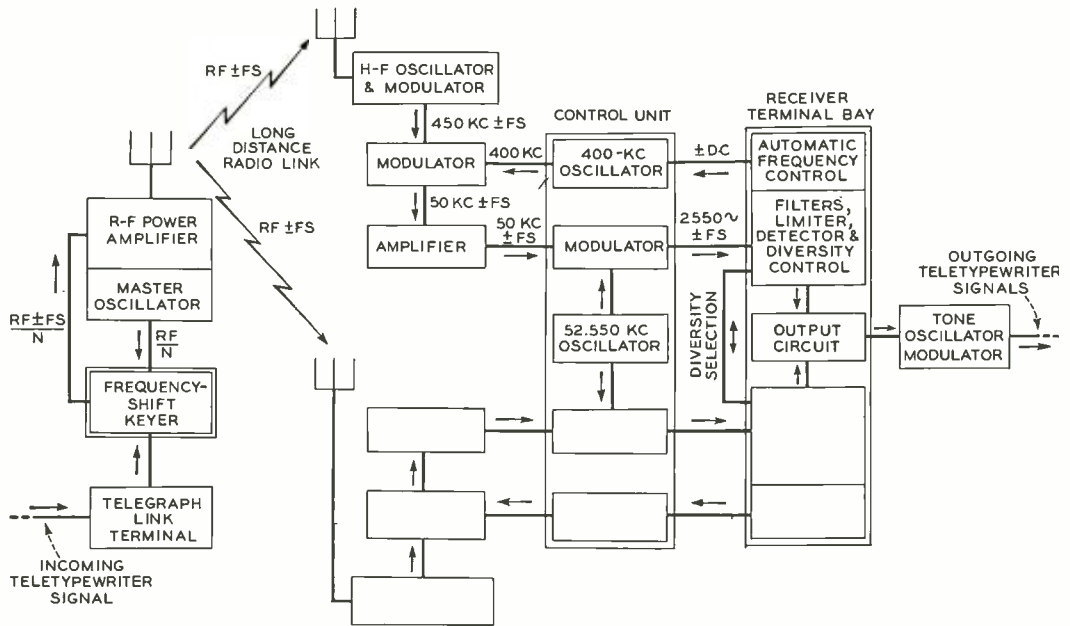 RF ±FS
LONG
DISTANCE
RADIO LINK
RF ±FS
H-F OSCILLATOR
& MODULATOR
450 KC ±FS
MODULATOR
50 KC ±FS
AMPLIFIER
400 KC
50 KC
±FS
CONTROL UNIT
400-KC
OSCILLATOR
MODULATOR
52.550 KC
OSCILLATOR
±DC
2550~
±FS
RECEIVER
TERMINAL BAY
AUTOMATIC
FREQUENCY
CONTROL
FILTERS,
LIMITER,
DETECTOR &
DIVERSITY
CONTROL
DIVERSITY
SELECTION
OUTPUT
CIRCUIT
OUTGOING
TELETYPEWRITER
SIGNALS
TONE
OSCILLATOR
MODULATOR
R-F POWER
AMPLIFIER
MASTER
OSCILLATOR
RF±FS
N
RF
N
FREQUENCY-
SHIFT
KEYER
TELEGRAPH
LINK
TERMINAL
INCOMING
TELETYPEWRITER
SIGNAL